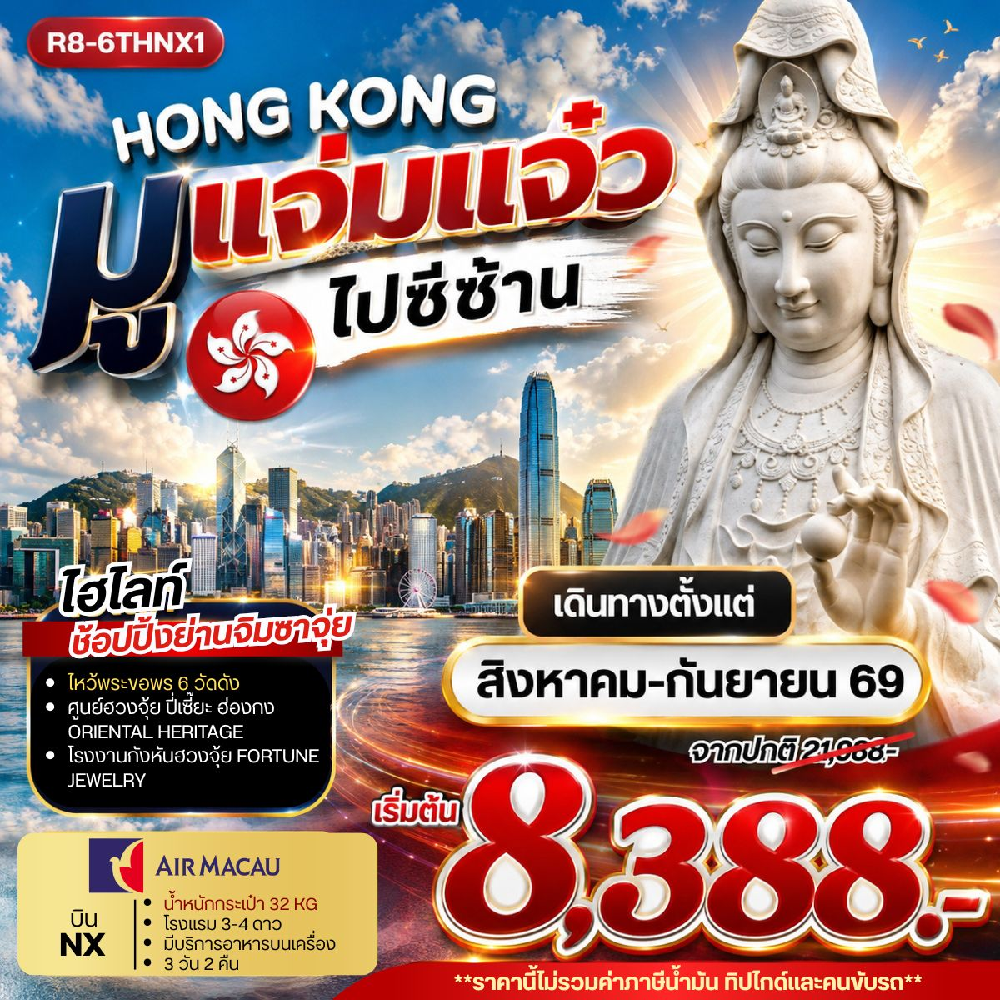 R8-6THNX1
HONG KONG
มูแจ่มแจ๋ว
ไปซีซ้าน
ไฮไลท์
ช้อปปิ้งย่านจิมซาจุ่ย
• ไหว้พระขอพร 6 วัดดัง
• ศูนย์ฮวงจุ้ย ปี่เซี๊ยะ ฮ่องกง
ORIENTAL HERITAGE
• โรงงานกังหันฮวงจุ้ย FORTUNE
JEWELRY
เดินทางตั้งแต่
สิงหาคม-กันยายน 69
จากปกติ 21,988.-
เริ่มต้น 8,388.-
AIR MACAU
บิน
NX
• น้ำหนักกระเป๋า 32 KG
• โรงแรม 3-4 ดาว
• มีบริการอาหารบนเครื่อง
• 3 วัน 2 คืน
**ราคานี้ไม่รวมค่าภาษีน้ำมัน ทิปไกด์และคนขับรถ**